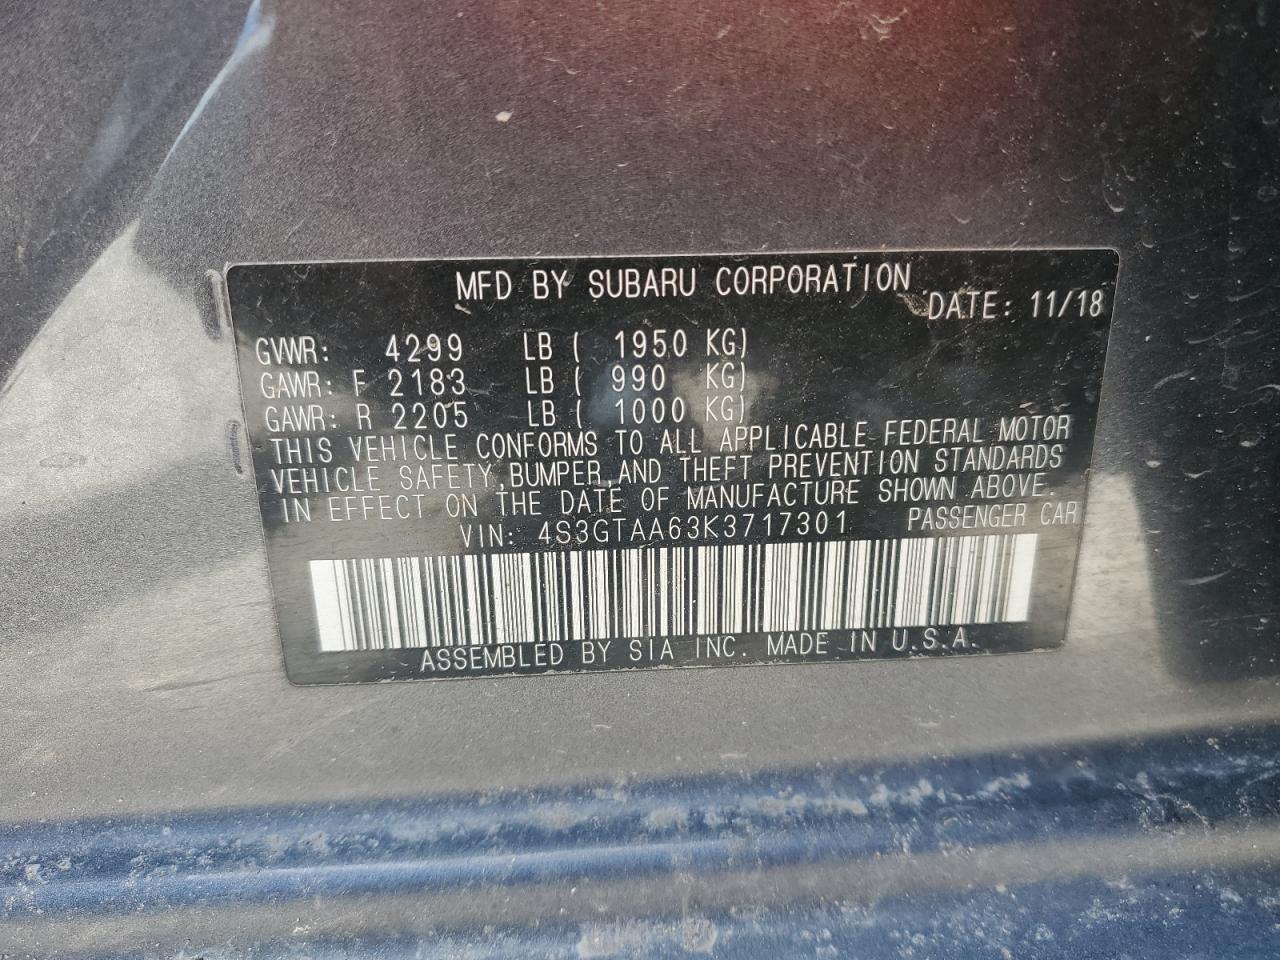 MFD BY SUBARU CORPORATION
DATE: 11/18
GVWR: 4299 LB ( 1950 KG)
GAWR: F 2183 LB ( 990 KG)
GAWR: R 2205 LB ( 1000 KG)
THIS VEHICLE CONFORMS TO ALL APPLICABLE FEDERAL MOTOR
VEHICLE SAFETY,BUMPER,AND THEFT PREVENTION STANDARDS
IN EFFECT ON THE DATE OF MANUFACTURE SHOWN ABOVE.
VIN: 4S3GTAA63K3717301 PASSENGER CAR
ASSEMBLED BY SIA INC. MADE IN U.S.A.